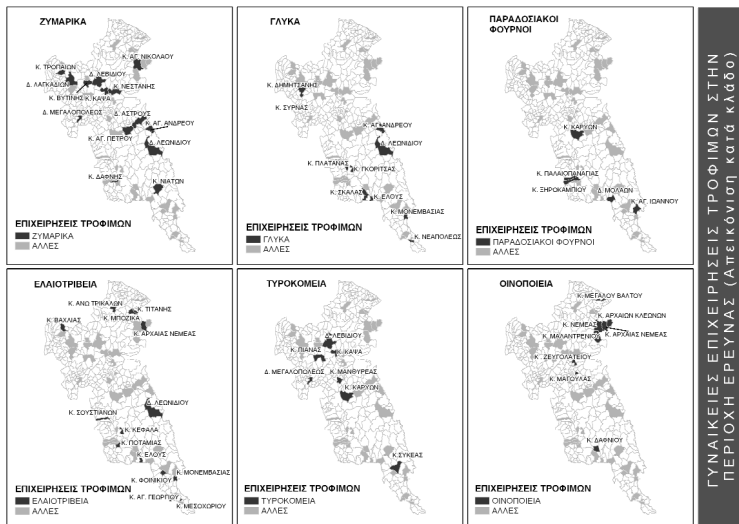 ΖΥΜΑΡΙΚΑ
Κ. ΑΓ. ΝΙΚΟΛΑΟΥ
Κ. ΤΡΟΠΑΙΩΝ
Δ. ΛΕΒΙΔΙΟΥ
Δ. ΛΑΓΚΑΔΙΩΝ
Κ. ΝΕΣΤΑΝΗΣ
Κ. ΒΥΤΙΝΗΣ
Κ. ΚΑΨΑ
Δ. ΜΕΓΑΛΟΠΟΛΕΩΣ
Δ. ΑΣΤΡΟΥΣ
Κ. ΑΓ. ΑΝΔΡΕΟΥ
Κ. ΑΓ. ΠΕΤΡΟΥ
Δ. ΛΕΩΝΙΔΙΟΥ
Κ. ΔΑΦΝΗΣ
Κ. ΝΙΑΤΩΝ
ΕΠΙΧΕΙΡΗΣΕΙΣ ΤΡΟΦΙΜΩΝ
ΖΥΜΑΡΙΚΑ
ΑΛΛΕΣ
ΓΛΥΚΑ
Κ. ΔΗΜΗΤΣΑΝΗΣ
Κ. ΣΥΡΝΑΣ
Κ. ΑΓ. ΑΝΔΡΕΟΥ
Δ. ΛΕΩΝΙΔΙΟΥ
Κ. ΠΛΑΤΑΝΑΣ
Κ. ΓΚΟΡΙΤΣΑΣ
Κ. ΣΚΑΛΑΣ
Κ. ΕΛΟΥΣ
Κ. ΜΟΝΕΜΒΑΣΙΑΣ
Κ. ΝΕΑΠΟΛΕΩΣ
ΕΠΙΧΕΙΡΗΣΕΙΣ ΤΡΟΦΙΜΩΝ
ΓΛΥΚΑ
ΑΛΛΕΣ
ΠΑΡΑΔΟΣΙΑΚΟΙ
ΦΟΥΡΝΟΙ
Κ. ΚΑΡΥΩΝ
Κ. ΠΑΛΑΙΟΠΑΝΑΓΙΑΣ
Κ. ΞΗΡΟΚΑΜΠΙΟΥ
Δ. ΜΟΛΑΩΝ
Κ. ΑΓ. ΙΩΑΝΝΟΥ
ΕΠΙΧΕΙΡΗΣΕΙΣ ΤΡΟΦΙΜΩΝ
ΠΑΡΑΔΟΣΙΑΚΟΙ ΦΟΥΡΝΟΙ
ΑΛΛΕΣ
ΕΛΑΙΟΤΡΙΒΕΙΑ
Κ. ΑΝΩ ΤΡΙΚΑΛΩΝ
Κ. ΤΙΤΑΝΗΣ
Κ. ΜΠΟΖΙΚΑ
Κ. ΒΑΧΛΙΑΣ
Κ. ΑΡΧΑΙΑΣ ΝΕΜΕΑΣ
Δ. ΛΕΩΝΙΔΙΟΥ
Κ. ΣΟΥΣΤΙΑΝΩΝ
Κ. ΚΕΦΑΛΑ
Κ. ΠΟΤΑΜΙΑΣ
Κ. ΕΛΟΥΣ
Κ. ΜΟΝΕΜΒΑΣΙΑΣ
Κ. ΦΟΙΝΙΚΙΟΥ
Κ. ΑΓ. ΓΕΩΡΓΙΟΥ
Κ. ΜΕΣΟΧΩΡΙΟΥ
ΕΠΙΧΕΙΡΗΣΕΙΣ ΤΡΟΦΙΜΩΝ
ΕΛΑΙΟΤΡΙΒΕΙΑ
ΑΛΛΕΣ
ΤΥΡΟΚΟΜΕΙΑ
Δ. ΛΕΒΙΔΙΟΥ
Κ. ΠΙΑΝΑΣ
Κ. ΚΑΨΑ
Δ. ΜΕΓΑΛΟΠΟΛΕΩΣ
Κ. ΜΑΝΘΥΡΕΑΣ
Κ. ΚΑΡΥΩΝ
Κ. ΣΥΚΕΑΣ
ΕΠΙΧΕΙΡΗΣΕΙΣ ΤΡΟΦΙΜΩΝ
ΤΥΡΟΚΟΜΕΙΑ
ΑΛΛΕΣ
ΟΙΝΟΠΟΙΕΙΑ
Κ. ΜΕΓΑΛΟΥ ΒΑΛΤΟΥ
Κ. ΑΡΧΑΙΩΝ ΚΛΕΩΝΩΝ
Κ. ΝΕΜΕΑΣ
Κ. ΑΡΧΑΙΑΣ ΝΕΜΕΑΣ
Κ. ΜΑΛΑΝΤΡΕΝΙΟΥ
Κ. ΖΕΥΓΟΛΑΤΕΙΟΥ
Κ. ΜΑΓΟΥΛΑΣ
Κ. ΔΑΦΝΙΟΥ
ΕΠΙΧΕΙΡΗΣΕΙΣ ΤΡΟΦΙΜΩΝ
ΟΙΝΟΠΟΙΕΙΑ
ΑΛΛΕΣ
ΓΥΝΑΙΚΕΙΕΣ ΕΠΙΧΕΙΡΗΣΕΙΣ ΤΡΟΦΙΜΩΝ ΣΤΗΝ
ΠΕΡΙΟΧΗ ΕΡΕΥΝΑΣ (Απεικόνιση κατά κλάδο)